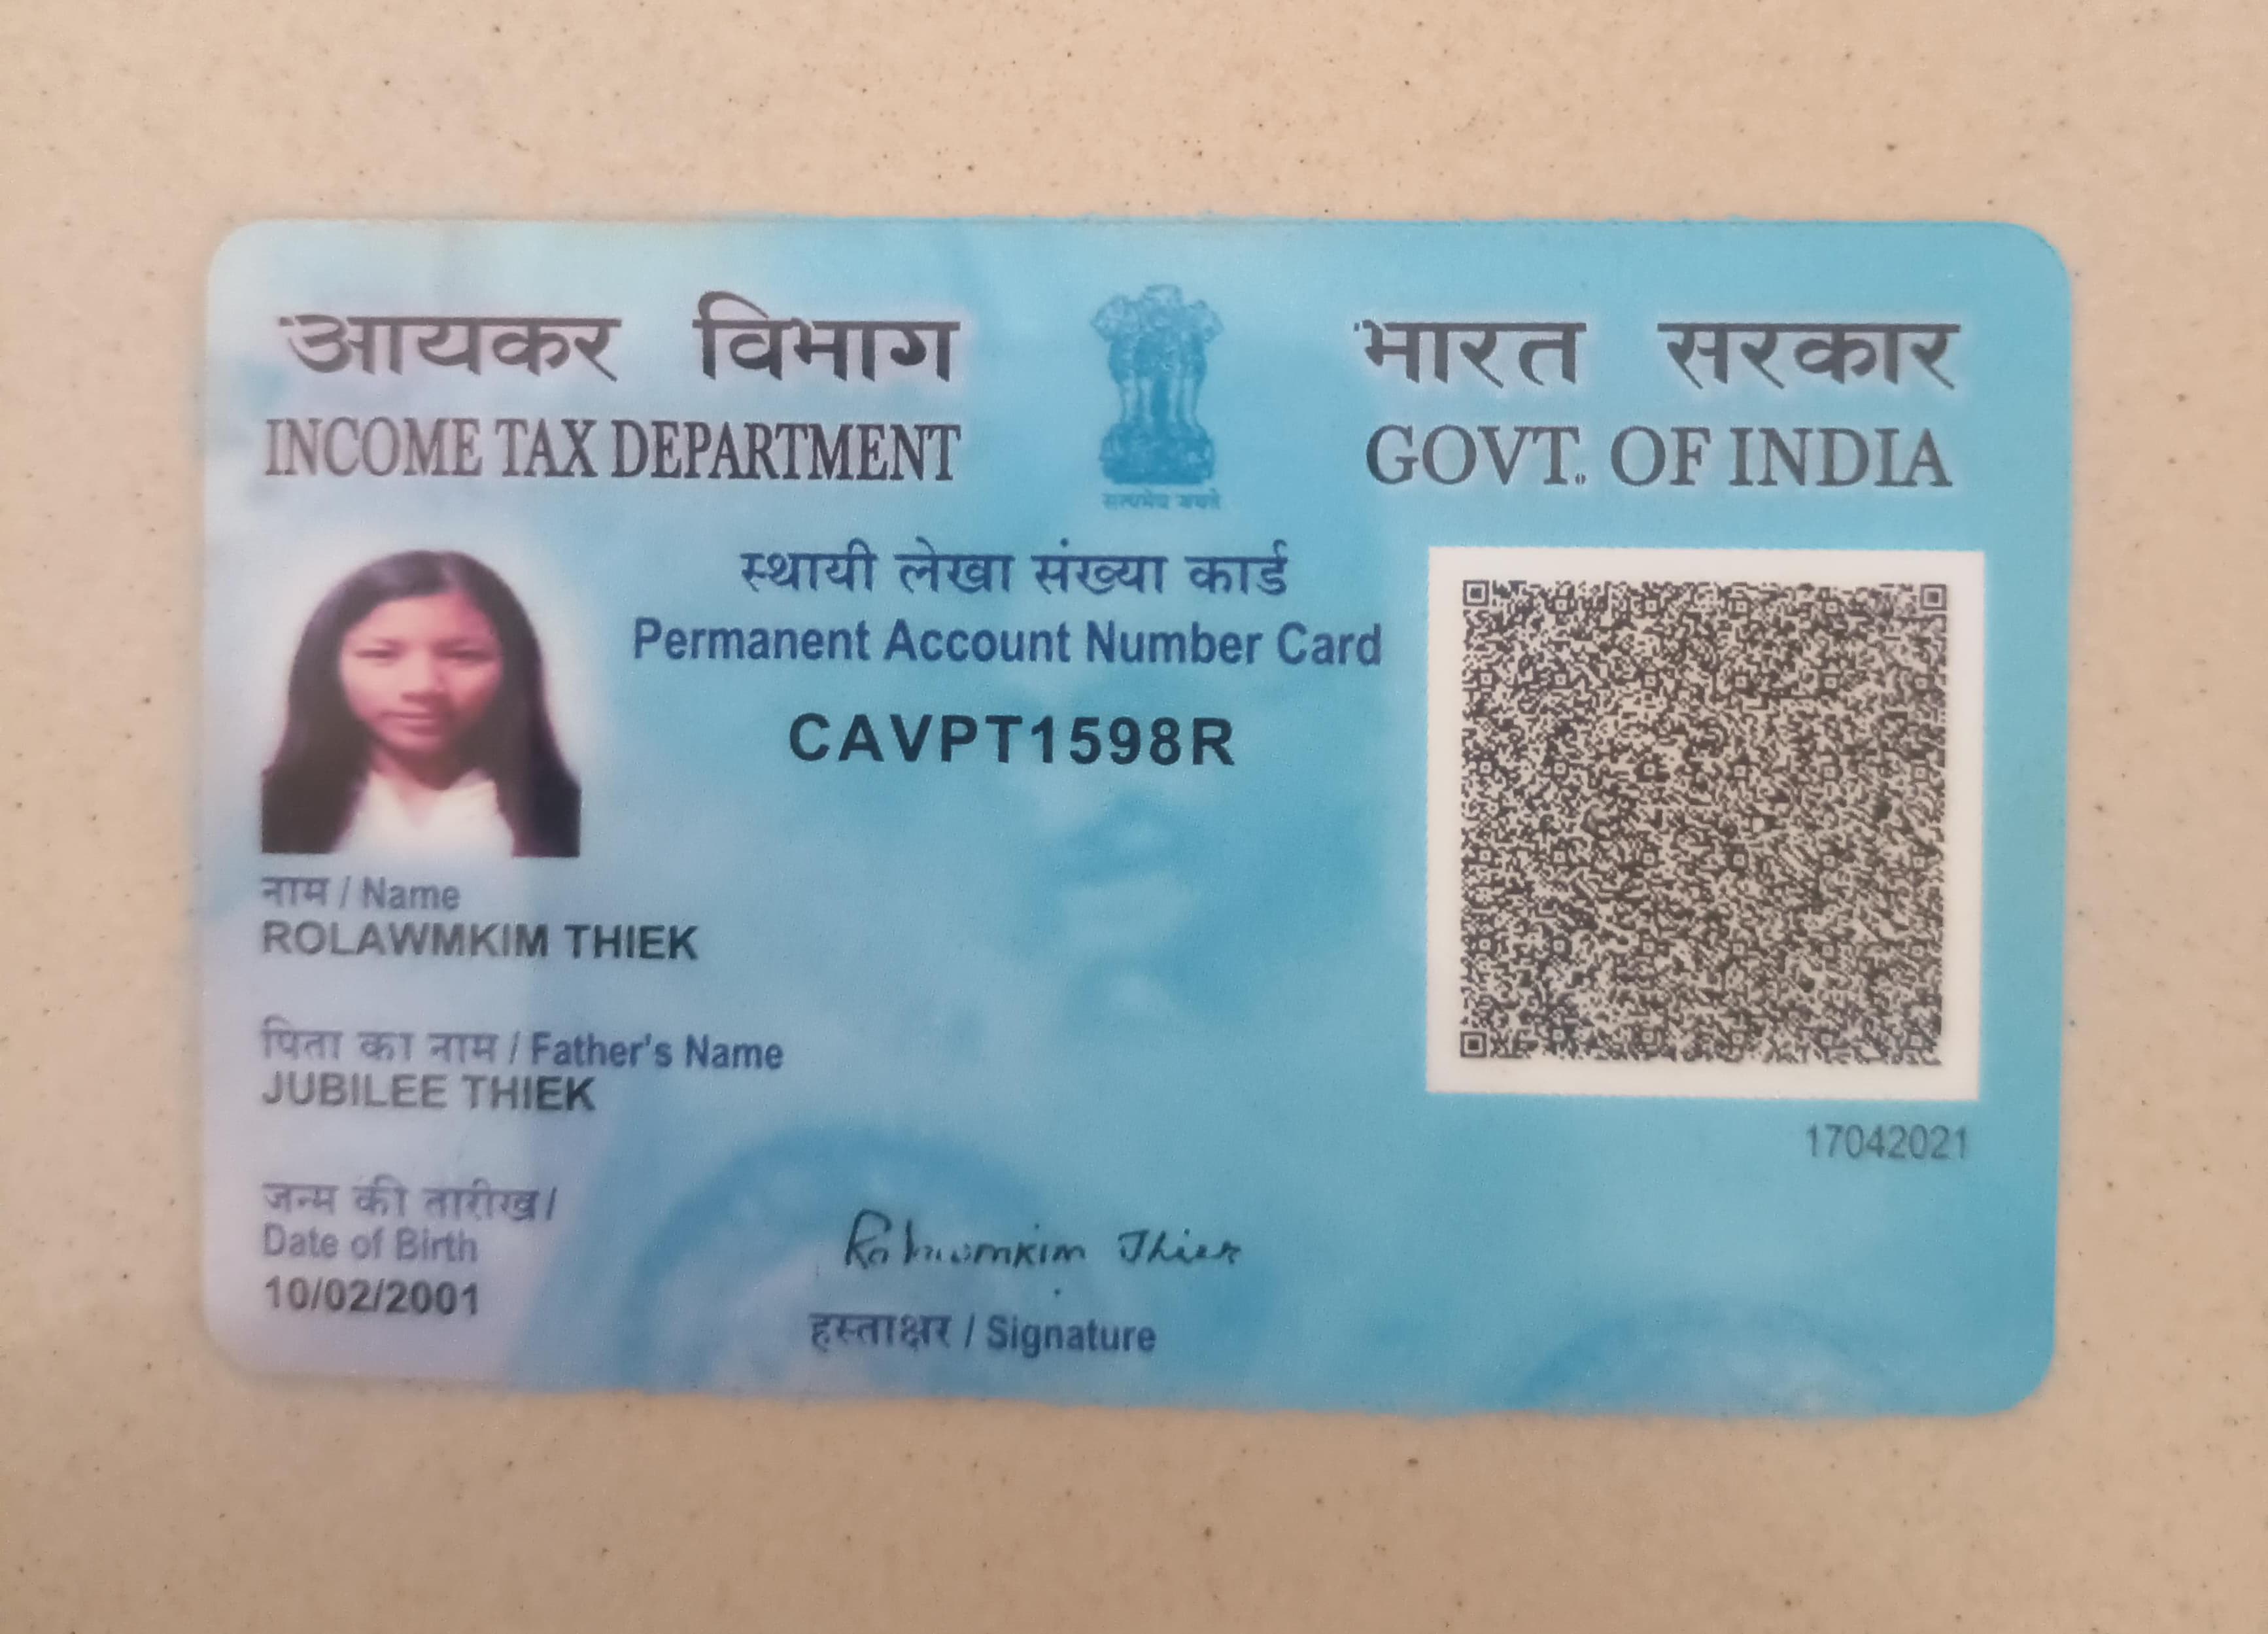 आयकर विभाग
INCOME TAX DEPARTMENT
सत्यमेव जयते
भारत सरकार
GOVT. OF INDIA
स्थायी लेखा संख्या कार्ड
Permanent Account Number Card
CAVPT1598R
नाम / Name
ROLAWMKIM THIEK
पिता का नाम / Father's Name
JUBILEE THIEK
जन्म की तारीख /
Date of Birth
10/02/2001
17042021
Rolawmkim Thiek
हस्ताक्षर / Signature